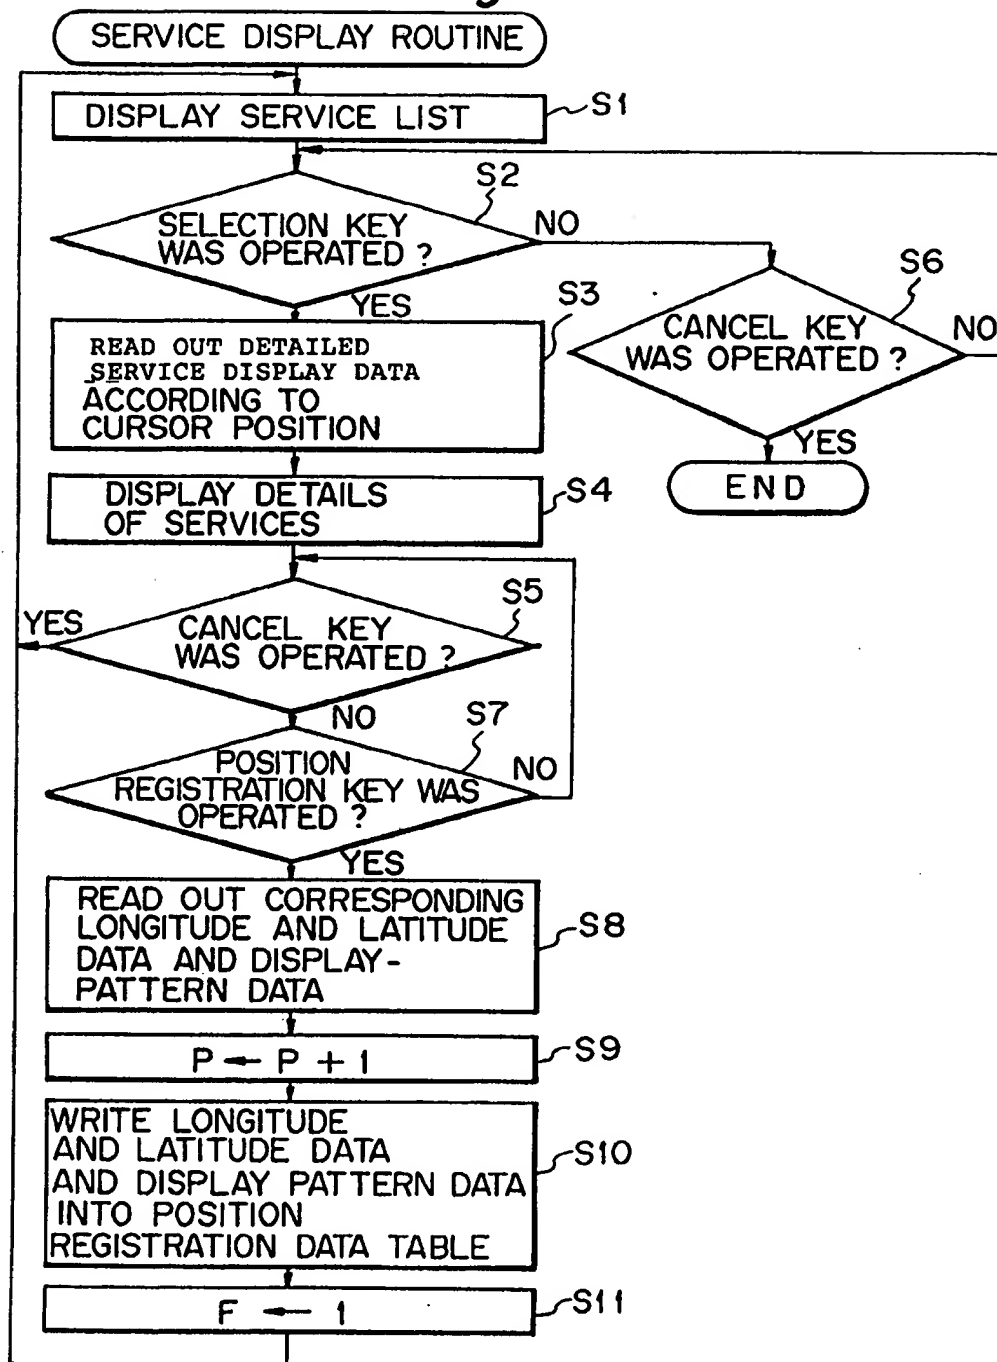 SERVICE DISPLAY ROUTINE
DISPLAY SERVICE LIST
S1
S2
SELECTION KEY
WAS OPERATED ?
NO
YES
S3
READ OUT DETAILED
SERVICE DISPLAY DATA
ACCORDING TO
CURSOR POSITION
S6
CANCEL KEY
WAS OPERATED ?
NO
YES
END
DISPLAY DETAILS
OF SERVICES
S4
S5
YES
CANCEL KEY
WAS OPERATED ?
NO
S7
POSITION
REGISTRATION KEY WAS
OPERATED ?
NO
YES
READ OUT CORRESPONDING
LONGITUDE AND LATITUDE
DATA AND DISPLAY-
PATTERN DATA
S8
P ← P + 1
S9
WRITE LONGITUDE
AND LATITUDE DATA
AND DISPLAY PATTERN DATA
INTO POSITION
REGISTRATION DATA TABLE
S10
F ← 1
S11